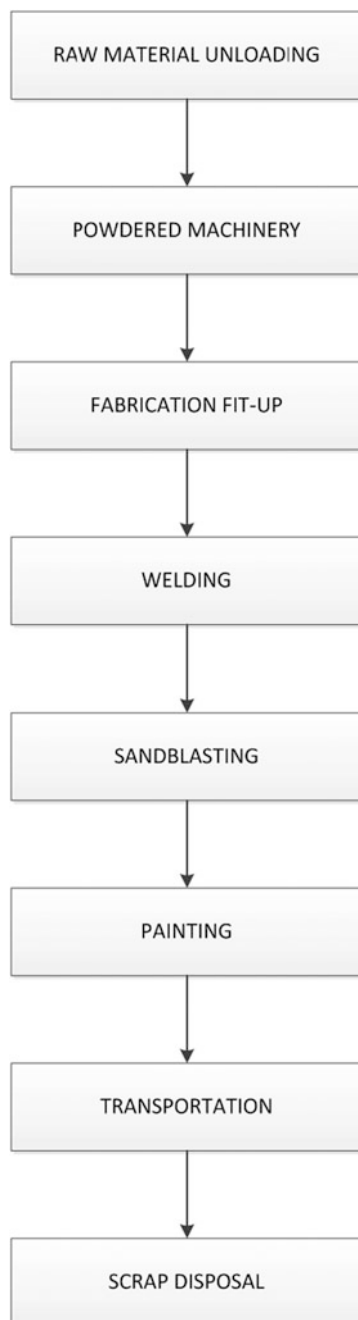 RAW MATERIAL UNLOADING
POWDERED MACHINERY
FABRICATION FIT-UP
WELDING
SANDBLASTING
PAINTING
TRANSPORTATION
SCRAP DISPOSAL